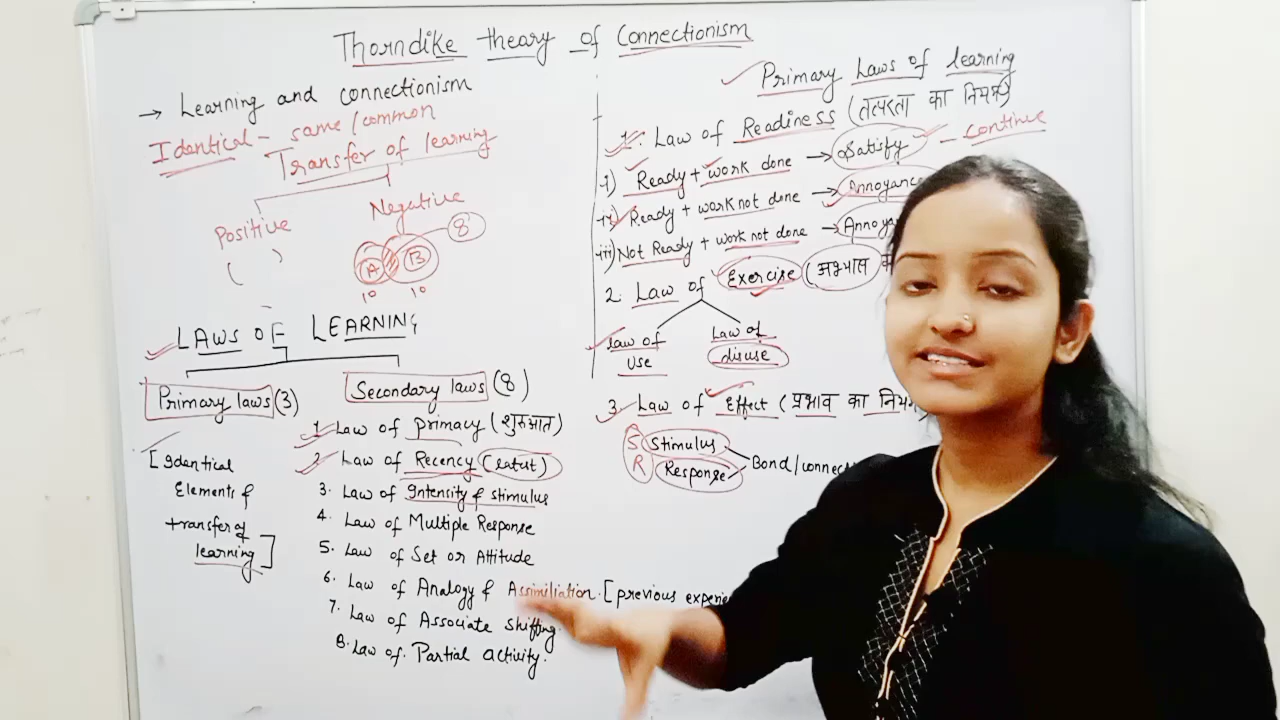 Thorndike theory of Connectionism
→ Learning and connectionism
Identical - same/common
Transfer of learning
Positive
( )
Negative
8
A B
10 10
LAWS OF LEARNING
Primary laws (3)
[Identical
Elements &
transfer of
learning]
Secondary laws (8)
1. Law of primacy (शुरुआत)
2. Law of Recency (latest)
3. Law of Intensity of stimulus
4. Law of Multiple Response
5. Law of Set or Attitude
6. Law of Analogy & Assimiliation. [previous
7. Law of Associate shifting.
8. Law of. Partial activity.
Primary Laws of learning
1. Law of Readiness (तत्परता का नियम)
i) Ready + work done → Satisfy - continue
ii) Ready + work not done → Annoyance
iii) Not Ready + work not done →
2. Law of Exercise (अभ्यास
Law of Use
Law of disuse
3. Law of Effect (प्रभाव का नियम
S Stimulus
R Response
Bond/